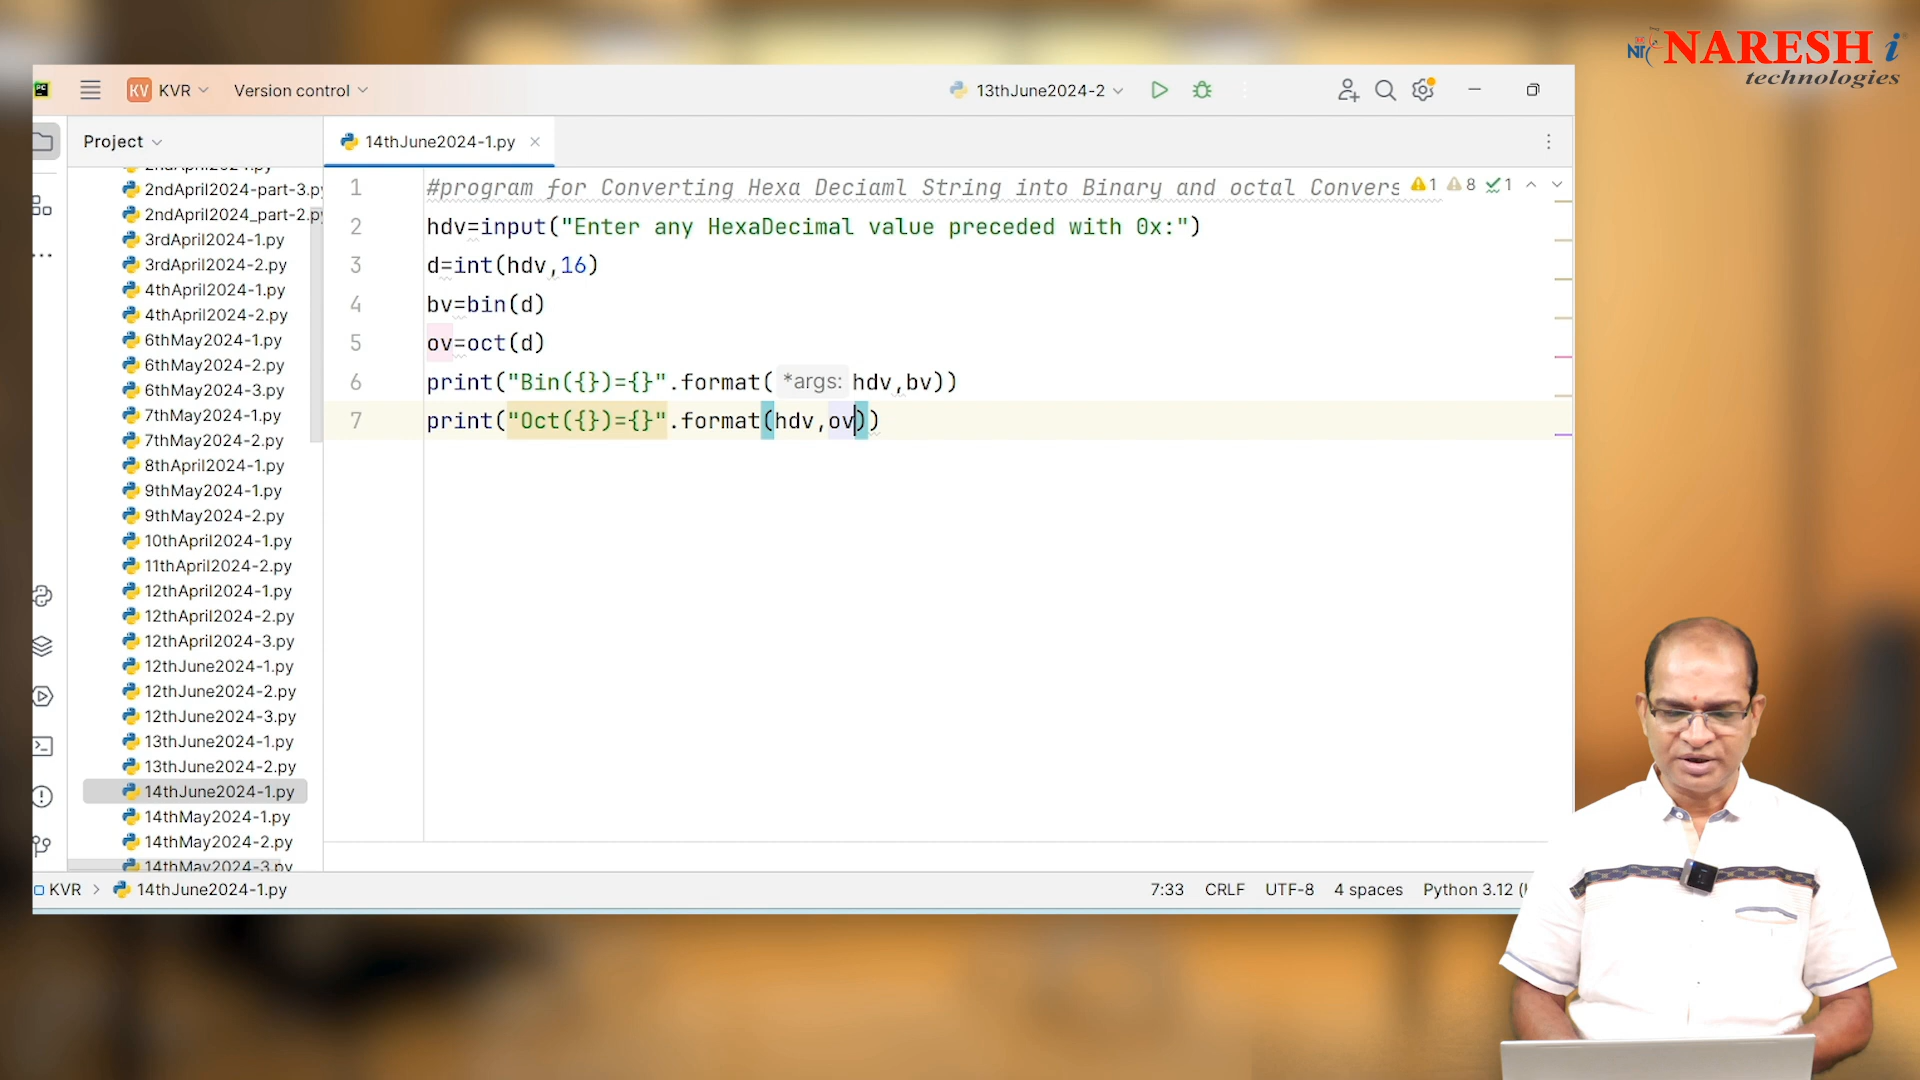 NARESH i
technologies
KV KVR
Version control
13thJune2024-2
Project
14thJune2024-1.py
2ndApril2024-part-3.py
2ndApril2024_part-2.py
3rdApril2024-1.py
3rdApril2024-2.py
4thApril2024-1.py
4thApril2024-2.py
6thMay2024-1.py
6thMay2024-2.py
6thMay2024-3.py
7thMay2024-1.py
7thMay2024-2.py
8thApril2024-1.py
9thMay2024-1.py
9thMay2024-2.py
10thApril2024-1.py
11thApril2024-2.py
12thApril2024-1.py
12thApril2024-2.py
12thApril2024-3.py
12thJune2024-1.py
12thJune2024-2.py
12thJune2024-3.py
13thJune2024-1.py
13thJune2024-2.py
14thJune2024-1.py
14thMay2024-1.py
14thMay2024-2.py
14thMay2024-3.py
1 #program for Converting Hexa Deciaml String into Binary and octal Convers
1 8 1
2 hdv=input("Enter any HexaDecimal value preceded with 0x:")
3 d=int(hdv,16)
4 bv=bin(d)
5 ov=oct(d)
6 print("Bin({})={}".format( *args: hdv,bv))
7 print("Oct({})={}".format(hdv,ov))
KVR > 14thJune2024-1.py
7:33 CRLF UTF-8 4 spaces Python 3.12